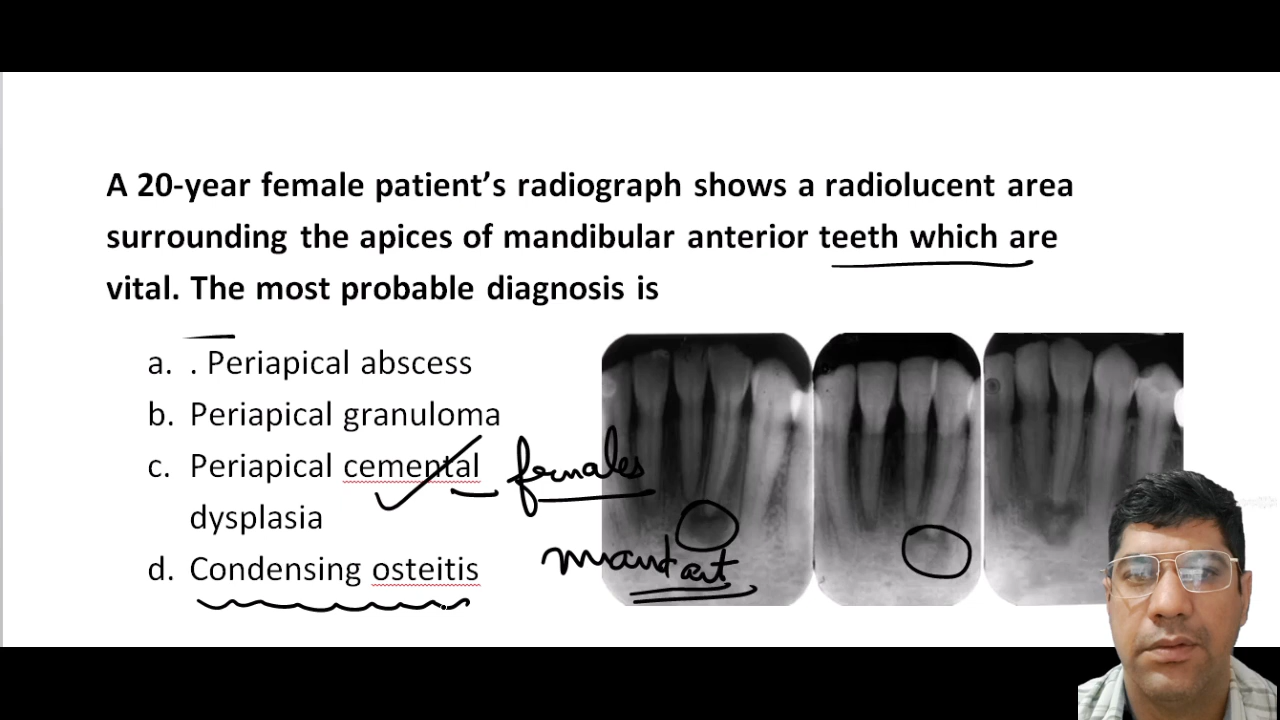 A 20-year female patient's radiograph shows a radiolucent area
surrounding the apices of mandibular anterior teeth which are
vital. The most probable diagnosis is
a. . Periapical abscess
b. Periapical granuloma
c. Periapical cemental
dysplasia
d. Condensing osteitis
females
mand ant